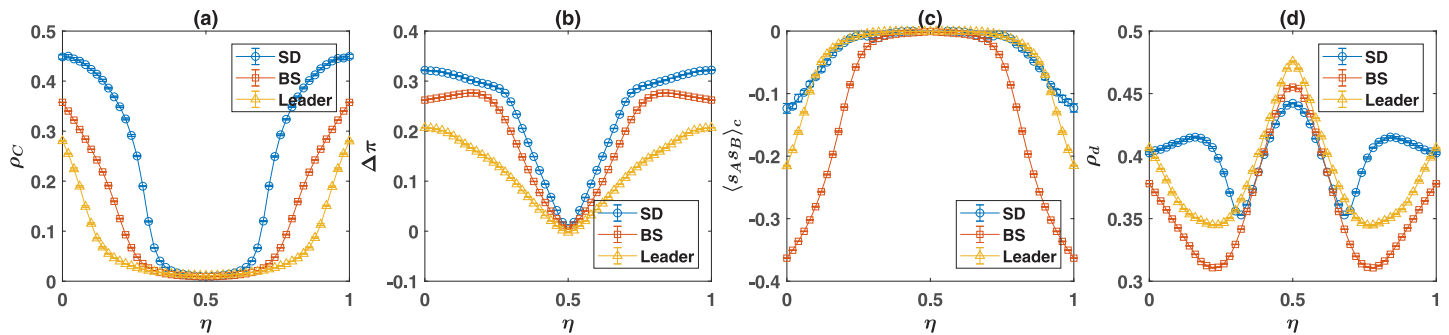 (a)
0.5
0.4
0.3
0.2
0.1
0
ρC
0
0.5
1
η
SD
BS
Leader
(b)
0.4
0.3
0.2
0.1
0
-0.1
Δπ
0
0.5
1
η
SD
BS
Leader
(c)
0
-0.1
-0.2
-0.3
-0.4
⟨sAsB⟩c
0
0.5
1
η
SD
BS
Leader
(d)
0.5
0.45
0.4
0.35
0.3
ρd
0
0.5
1
η
SD
BS
Leader